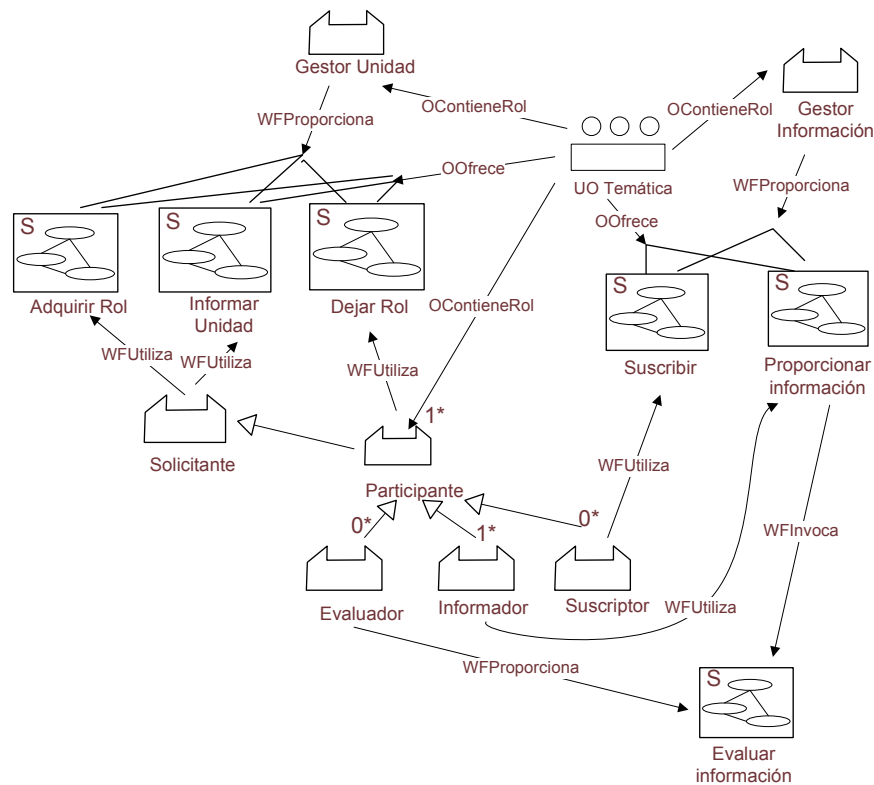 Gestor Unidad
OContieneRol
OContieneRol
Gestor
Información
WFProporciona
OOfrece
UO Temática
WFProporciona
OOfrece
S
S
S
S
S
Adquirir Rol
Informar
Unidad
Dejar Rol
OContieneRol
Suscribir
Proporcionar
información
WFUtiliza
WFUtiliza
WFUtiliza
1*
Solicitante
Participante
WFUtiliza
0*
1*
0*
WFInvoca
Evaluador
Informador
Suscriptor
WFUtiliza
WFProporciona
S
Evaluar
información